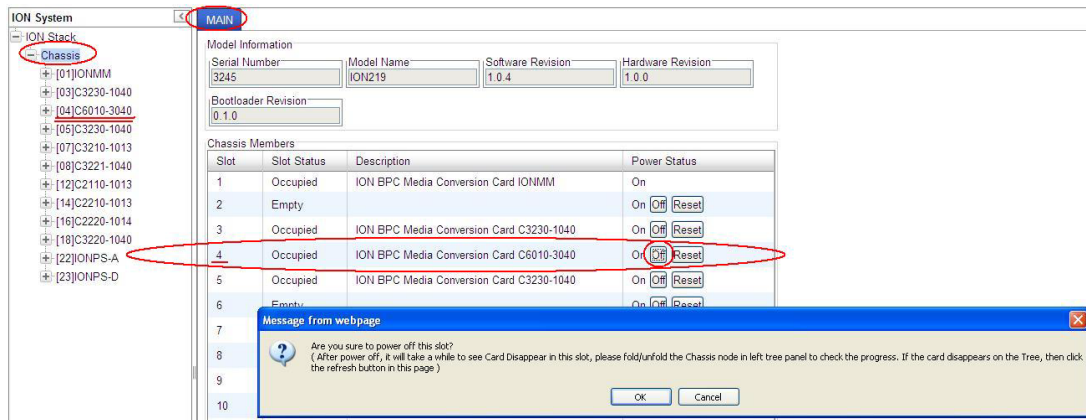 ION System
MAIN
ION Stack
Chassis
[01]IONMM
[03]C3230-1040
[04]C6010-3040
[05]C3230-1040
[07]C3210-1013
[08]C3221-1040
[12]C2110-1013
[14]C2210-1013
[16]C2220-1014
[18]C3220-1040
[22]IONPS-A
[23]IONPS-D
Model Information
Serial Number Model Name Software Revision Hardware Revision
3245 ION219 1.0.4 1.0.0
Bootloader Revision
0.1.0
Chassis Members
Slot Slot Status Description Power Status
1 Occupied ION BPC Media Conversion Card IONMM On
2 Empty On Off Reset
3 Occupied ION BPC Media Conversion Card C3230-1040 On Off Reset
4 Occupied ION BPC Media Conversion Card C6010-3040 On Off Reset
5 Occupied ION BPC Media Conversion Card C3230-1040 On Off Reset
6 Empty On Off Reset
7
8
9
10
Message from webpage
Are you sure to power off this slot?
( After power off, it will take a while to see Card Disappear in this slot, please fold/unfold the Chassis node in left tree panel to check the progress. If the card disappears on the Tree, then click
the refresh button in this page )
OK Cancel